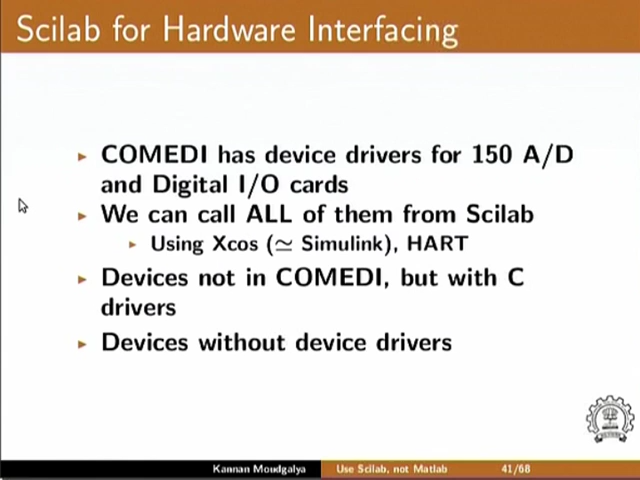 Scilab for Hardware Interfacing
▸ COMEDI has device drivers for 150 A/D
and Digital I/O cards
▸ We can call ALL of them from Scilab
▸ Using Xcos (≃ Simulink), HART
▸ Devices not in COMEDI, but with C
drivers
▸ Devices without device drivers
Kannan Moudgalya Use Scilab, not Matlab 41/68